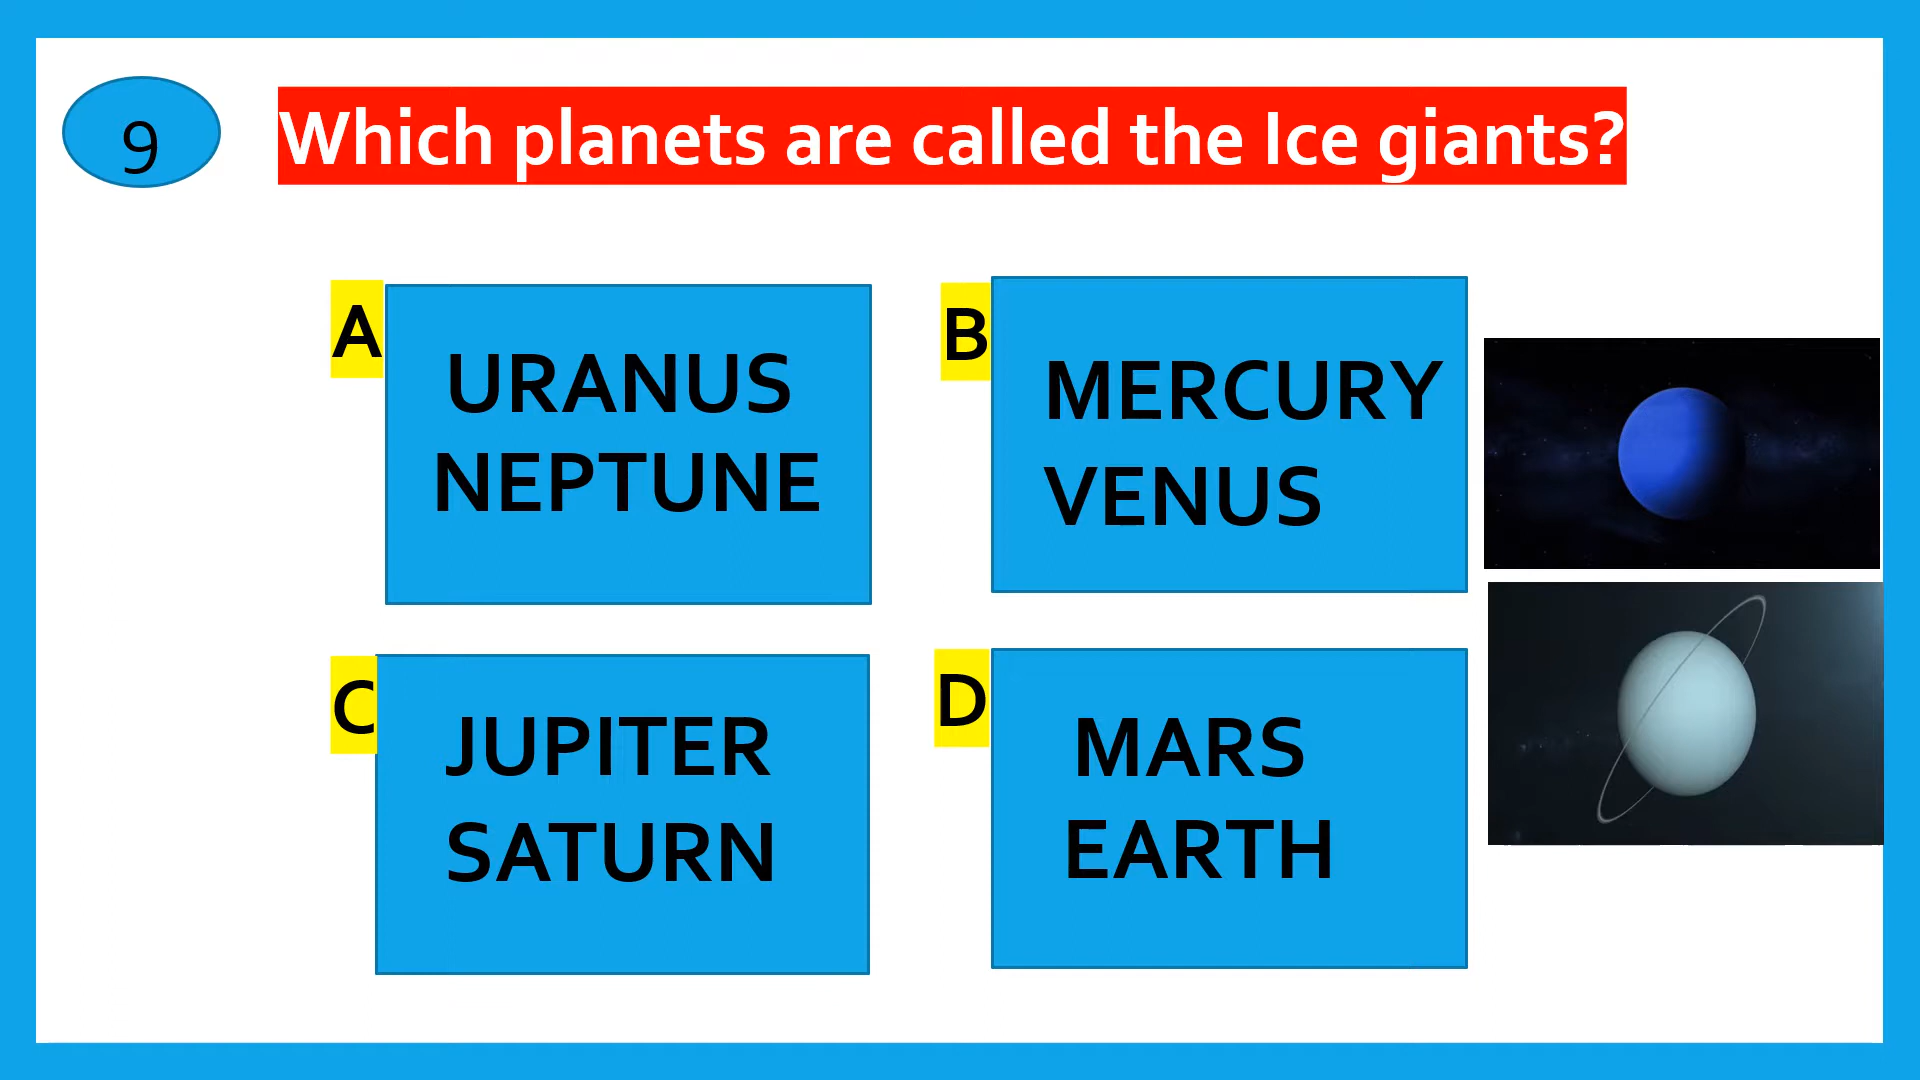 9
Which planets are called the Ice giants?
A
URANUS
NEPTUNE
B
MERCURY
VENUS
C
JUPITER
SATURN
D
MARS
EARTH